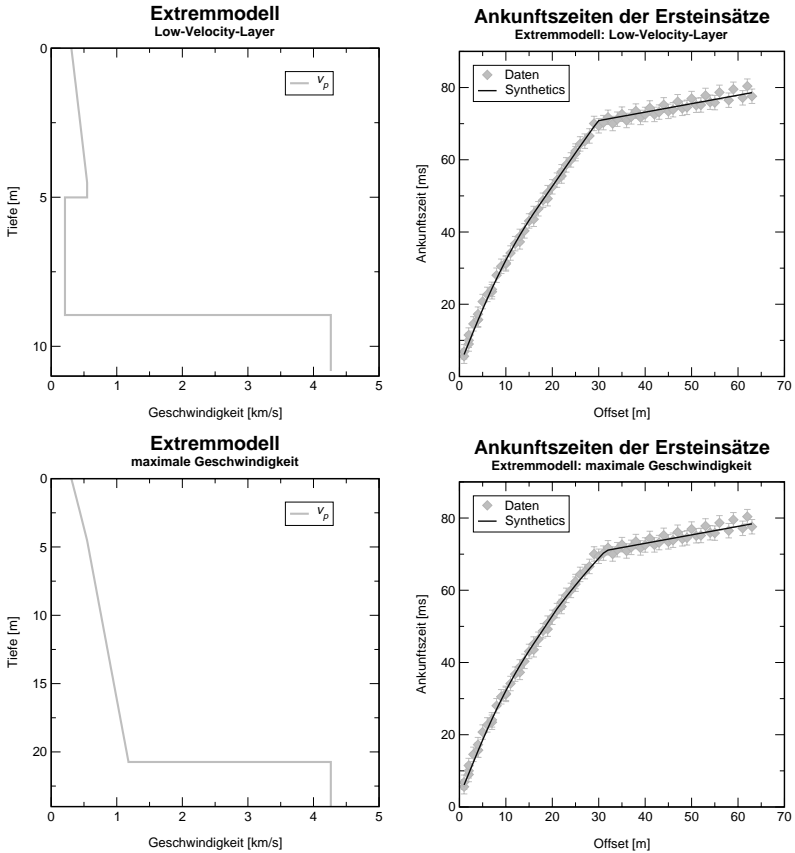 Extremmodell
Low-Velocity-Layer
v_p
0
5
10
Tiefe [m]
0 1 2 3 4 5
Geschwindigkeit [km/s]
Ankunftszeiten der Ersteinsätze
Extremmodell: Low-Velocity-Layer
Daten
Synthetics
80
60
40
20
0
Ankunftszeit [ms]
0 10 20 30 40 50 60 70
Offset [m]
Extremmodell
maximale Geschwindigkeit
v_p
0
5
10
15
20
Tiefe [m]
0 1 2 3 4 5
Geschwindigkeit [km/s]
Ankunftszeiten der Ersteinsätze
Extremmodell: maximale Geschwindigkeit
Daten
Synthetics
80
60
40
20
0
Ankunftszeit [ms]
0 10 20 30 40 50 60 70
Offset [m]